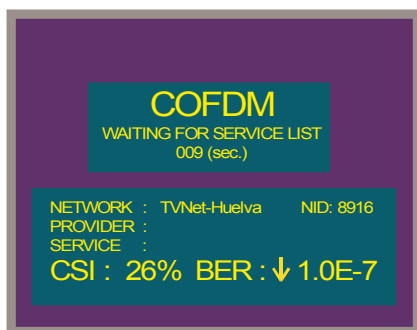 COFDM
WAITING FOR SERVICE LIST
009 (sec.)
NETWORK : TVNet-Huelva NID: 8916
PROVIDER :
SERVICE :
CSI : 26% BER : ↓ 1.0E-7